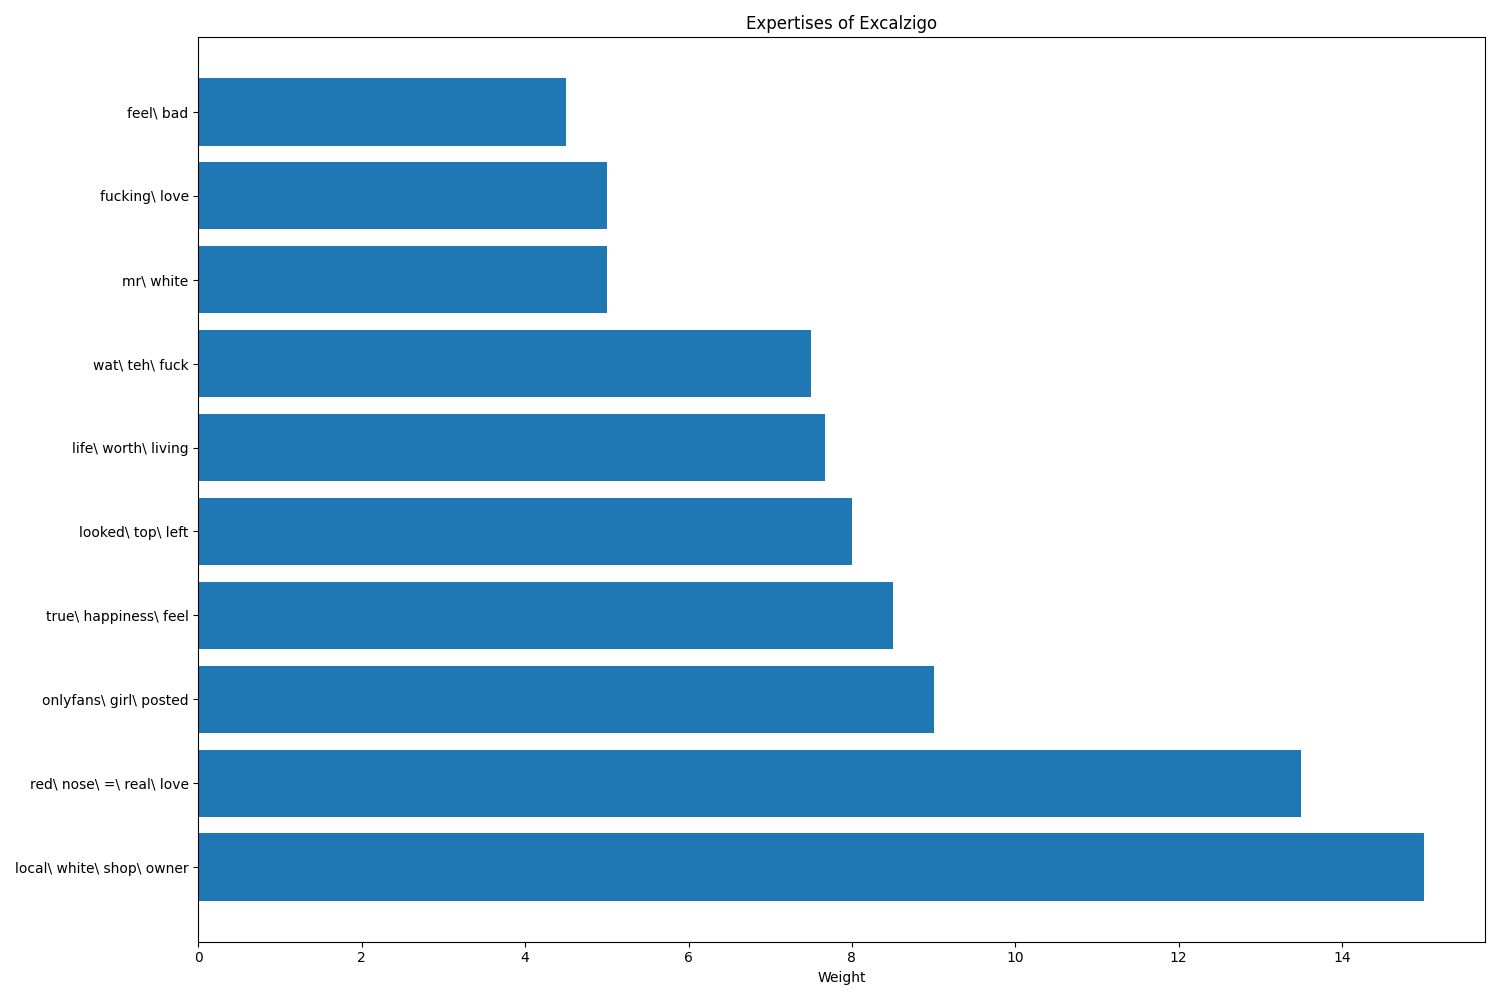 Expertises of Excalzigo
feel\ bad
fucking\ love
mr\ white
wat\ teh\ fuck
life\ worth\ living
looked\ top\ left
true\ happiness\ feel
onlyfans\ girl\ posted
red\ nose\ =\ real\ love
local\ white\ shop\ owner
0 2 4 6 8 10 12 14
Weight